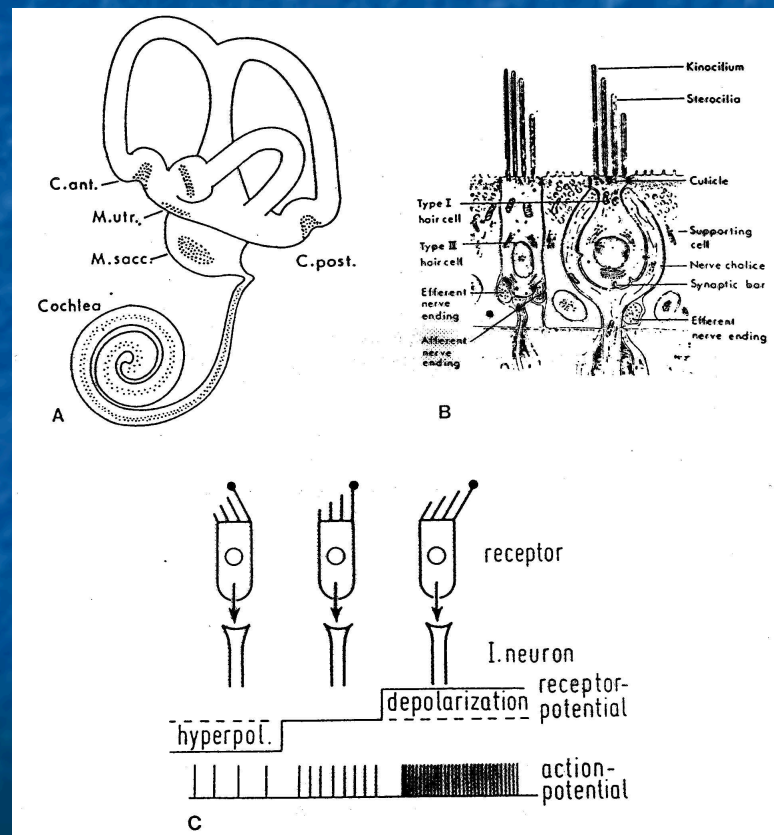 C.ant.
M.utr.
M.sacc.
C.post.
Cochlea
A
Kinocilium
Sterocilia
Cuticle
Type I
hair cell
Type II
hair cell
Supporting
cell
Nerve chalice
Synaptic bar
Efferent
nerve
ending
Efferent
nerve ending
Afferent
nerve
ending
B
receptor
I.neuron
receptor-
potential
depolarization
hyperpol.
action-
potential
C